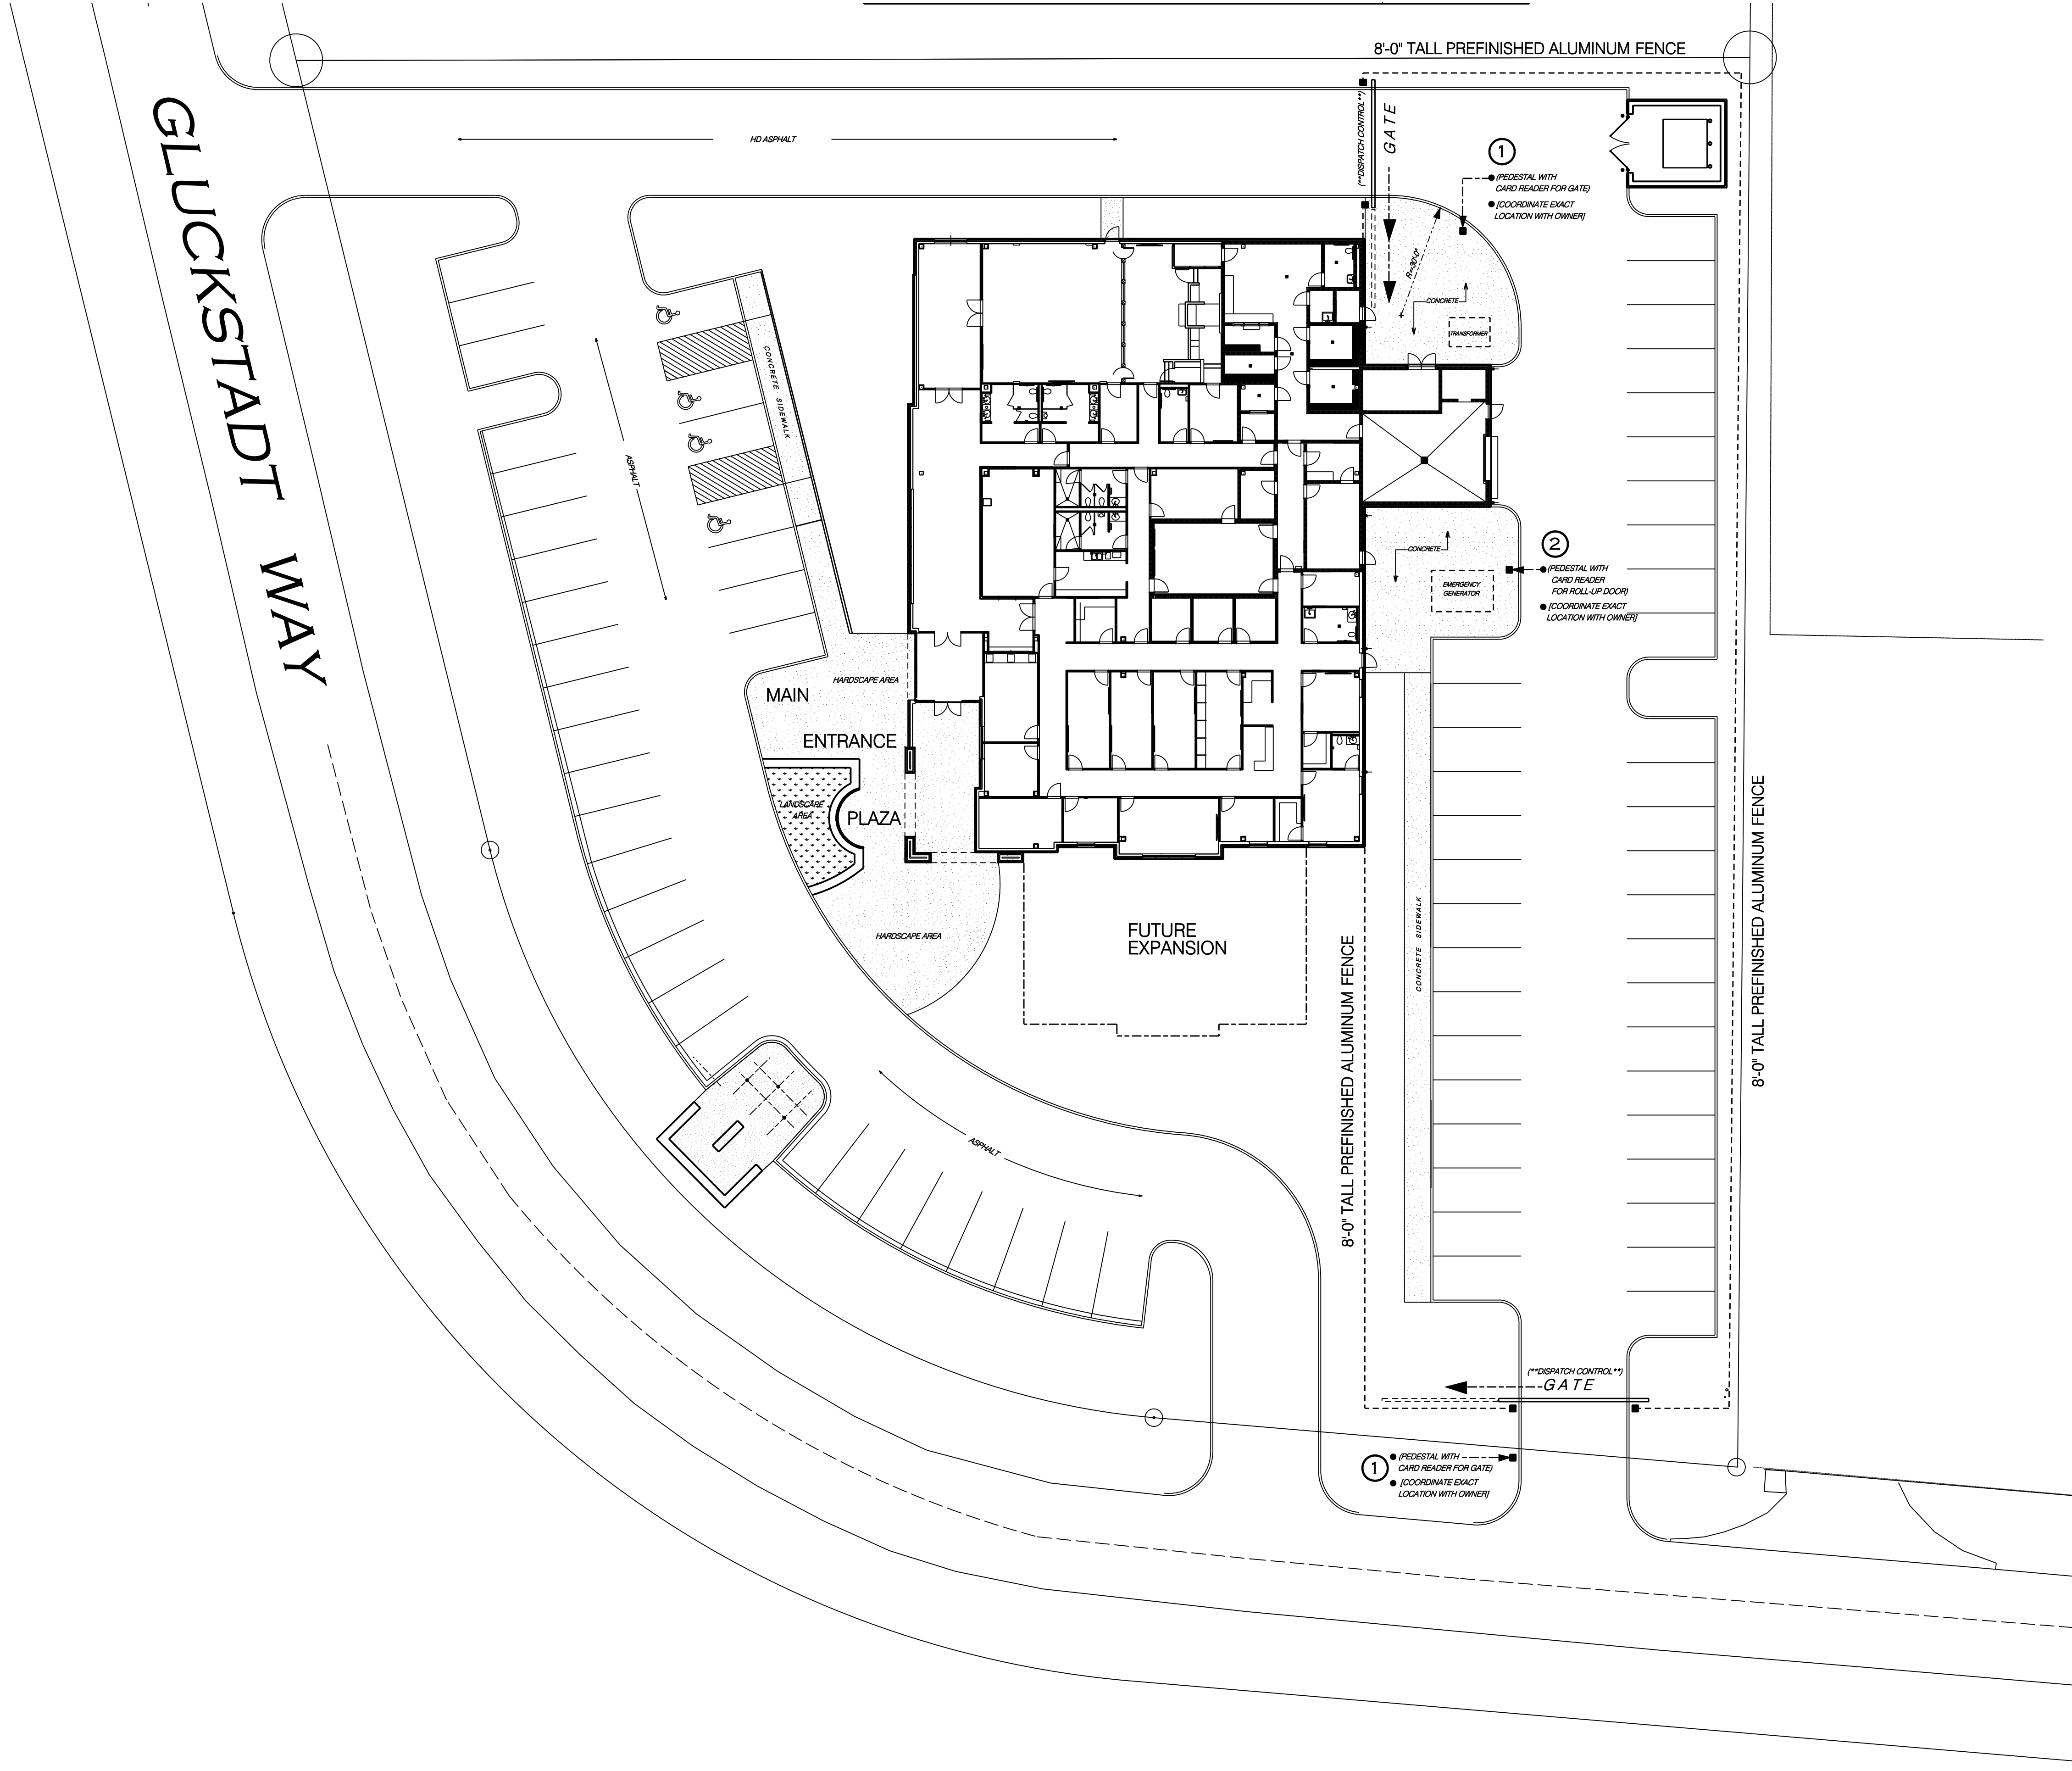 8'-0" TALL PREFINISHED ALUMINUM FENCE
GLUCKSTADT WAY
HD ASPHALT
(**DISPATCH CONTROL**)
GATE
1
(PEDESTAL WITH
CARD READER FOR GATE)
[COORDINATE EXACT
LOCATION WITH OWNER]
R=30'-0"
CONCRETE
TRANSFORMER
CONCRETE SIDEWALK
ASPHALT
2
(PEDESTAL WITH
CARD READER
FOR ROLL-UP DOOR)
[COORDINATE EXACT
LOCATION WITH OWNER]
CONCRETE
EMERGENCY
GENERATOR
HARDSCAPE AREA
MAIN
ENTRANCE
PLAZA
LANDSCAPE
AREA
HARDSCAPE AREA
FUTURE
EXPANSION
8'-0" TALL PREFINISHED ALUMINUM FENCE
CONCRETE SIDEWALK
8'-0" TALL PREFINISHED ALUMINUM FENCE
ASPHALT
(**DISPATCH CONTROL**)
GATE
1
(PEDESTAL WITH
CARD READER FOR GATE)
[COORDINATE EXACT
LOCATION WITH OWNER]